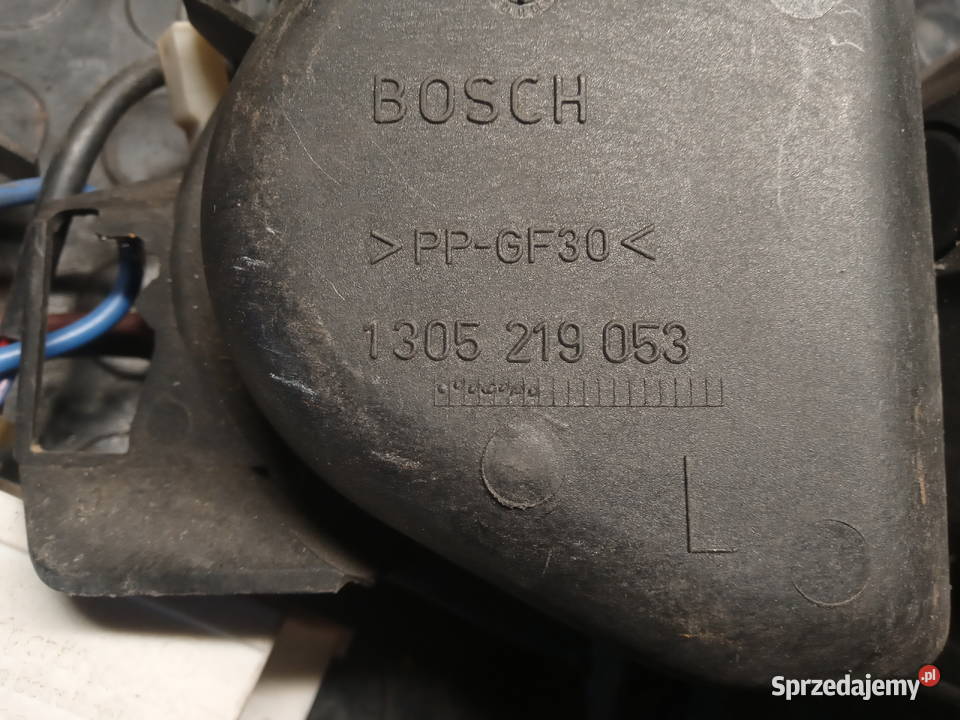 BOSCH
>PP-GF30<
1305 219 053
L
Sprzedajemy.pl